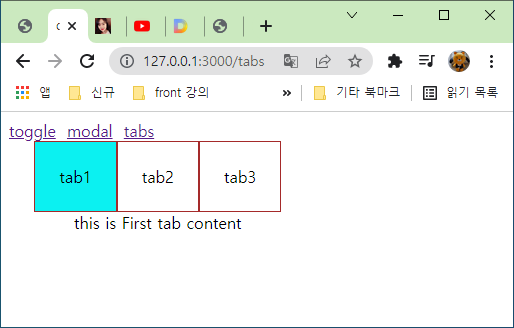 127.0.0.1:3000/tabs
앱 신규 front 강의 » 기타 북마크 읽기 목록
toggle modal tabs
tab1 tab2 tab3
this is First tab content